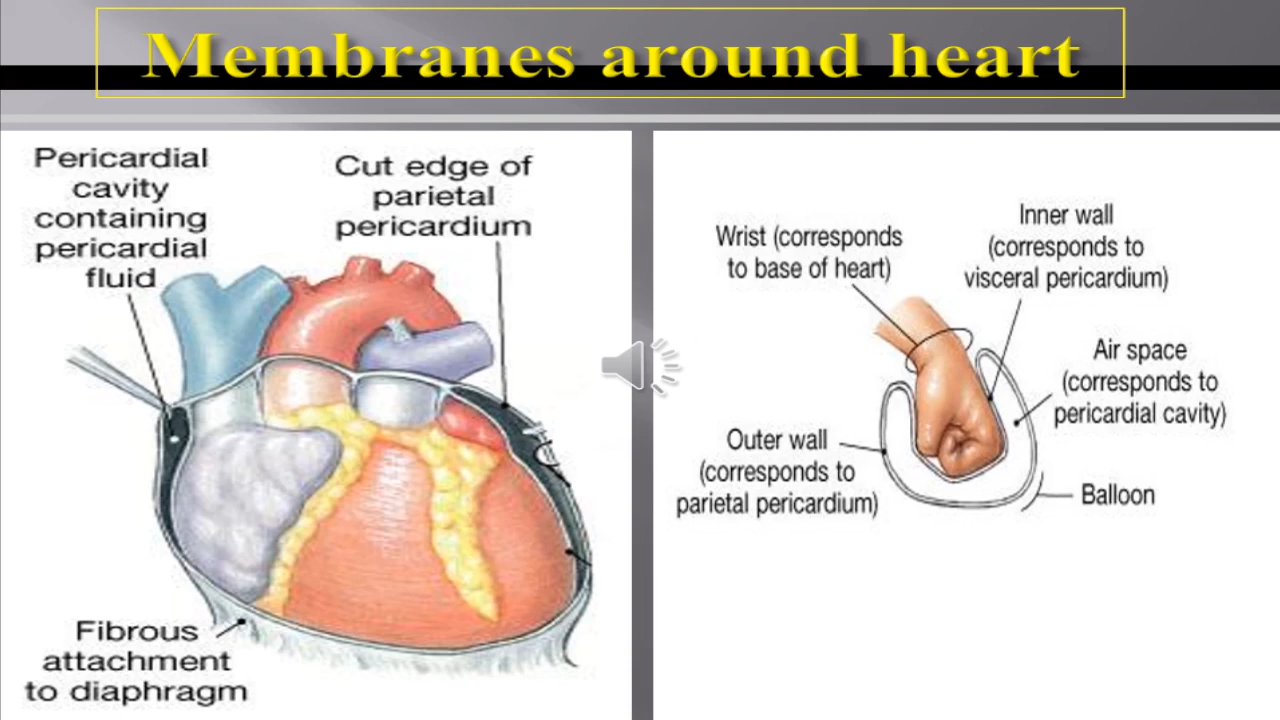 Membranes around heart
Pericardial
cavity
containing
pericardial
fluid
Cut edge of
parietal
pericardium
Fibrous
attachment
to diaphragm
Wrist (corresponds
to base of heart)
Inner wall
(corresponds to
visceral pericardium)
Air space
(corresponds to
pericardial cavity)
Outer wall
(corresponds to
parietal pericardium)
Balloon